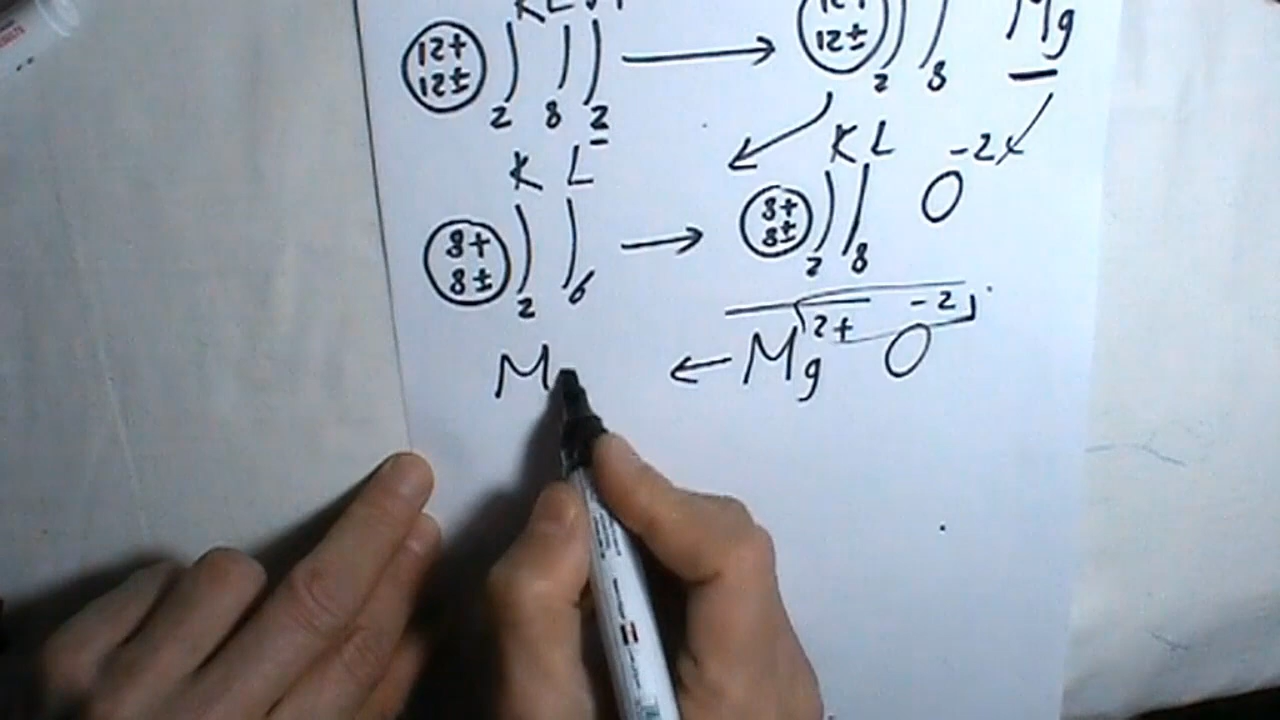 K L M
12+ 12± 2 8 2 → 12+ 12± 2 8 Mg
K L K L O -2
8+ 8± 2 6 → 8+ 8± 2 8
M ← Mg 2+ O -2